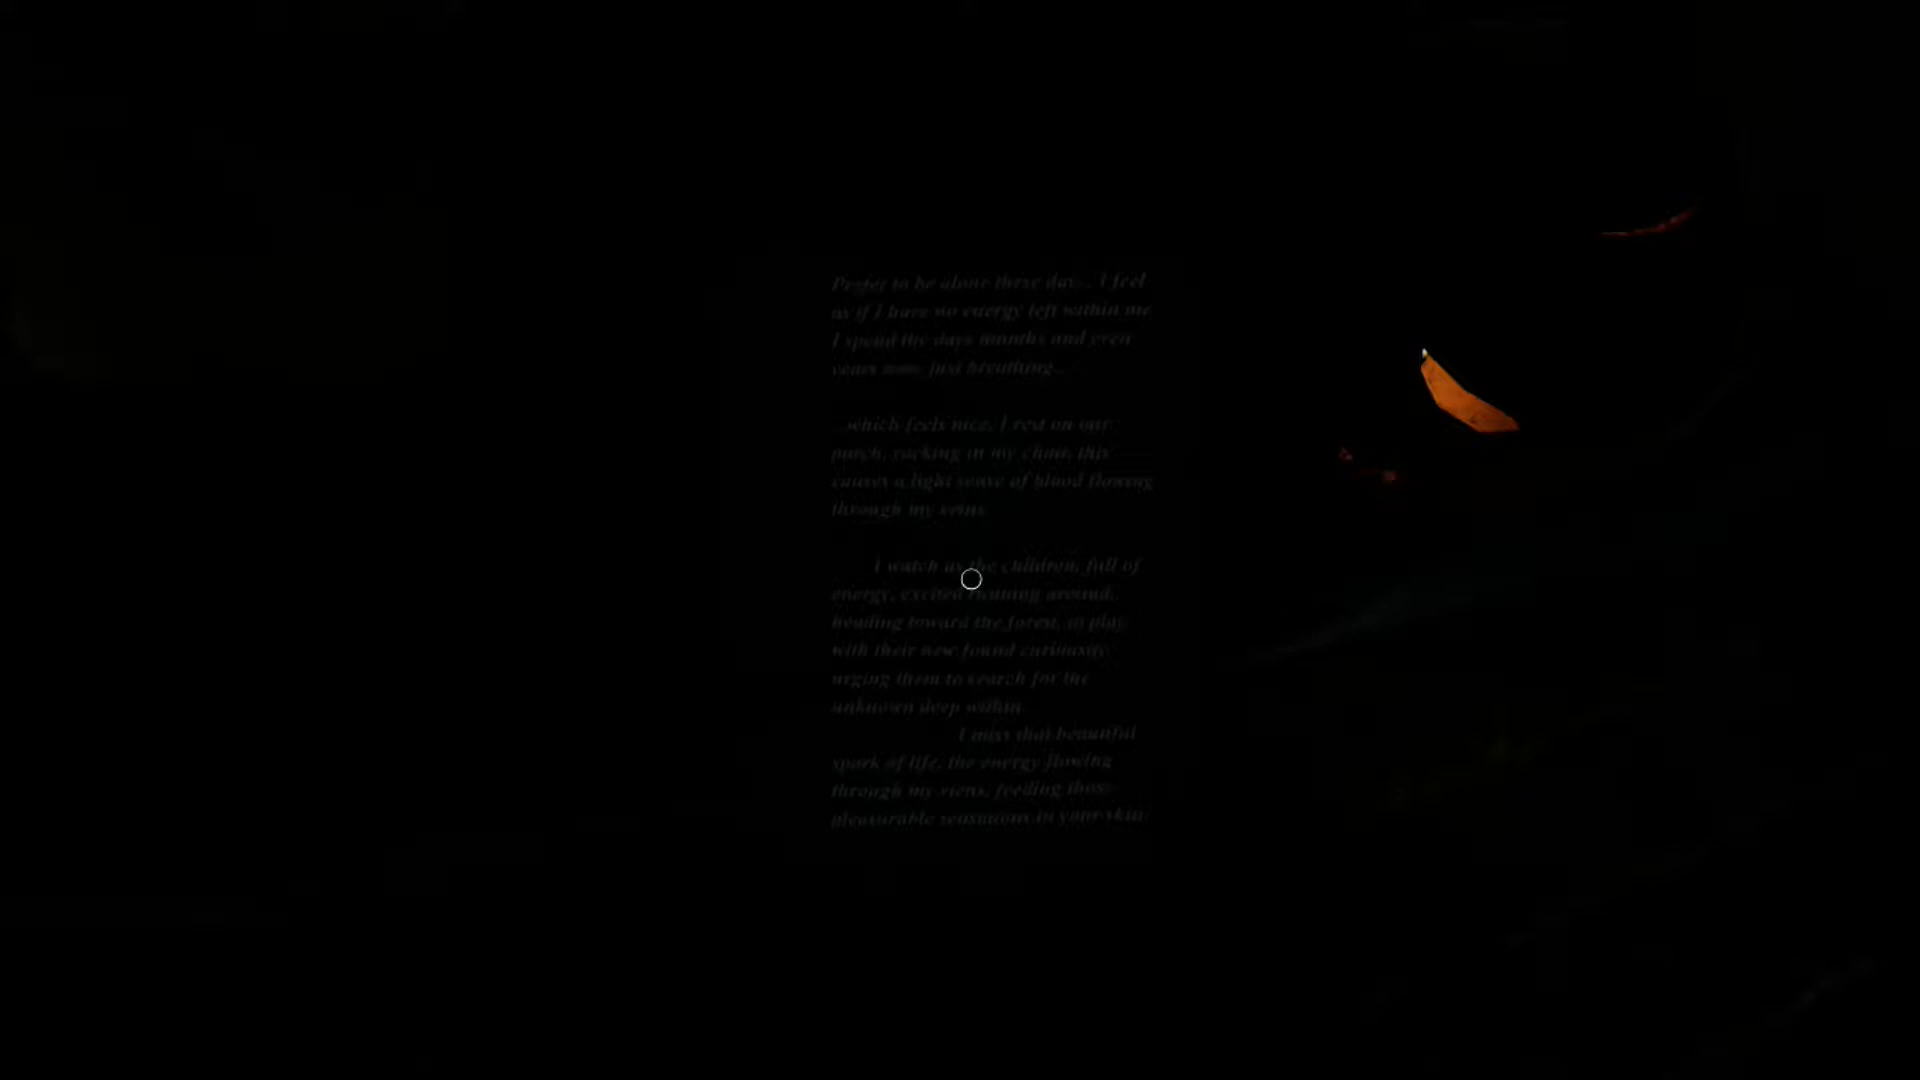 Prefer to be alone these days.. I feel
as if I have no energy left within me
I spend the days months and even
years now, just breathing...
...which feels nice, I rest on our
porch, rocking in my chair, this
causes a light sense of blood flowing
through my veins.
I watch as the children, full of
energy, excited running around,
heading toward the forest, to play
with their new found curiousity
urging them to search for the
unknown deep within.
I miss that beautiful
spark of life, the energy flowing
through my viens, feeding those
pleasurable sensations in your skin.